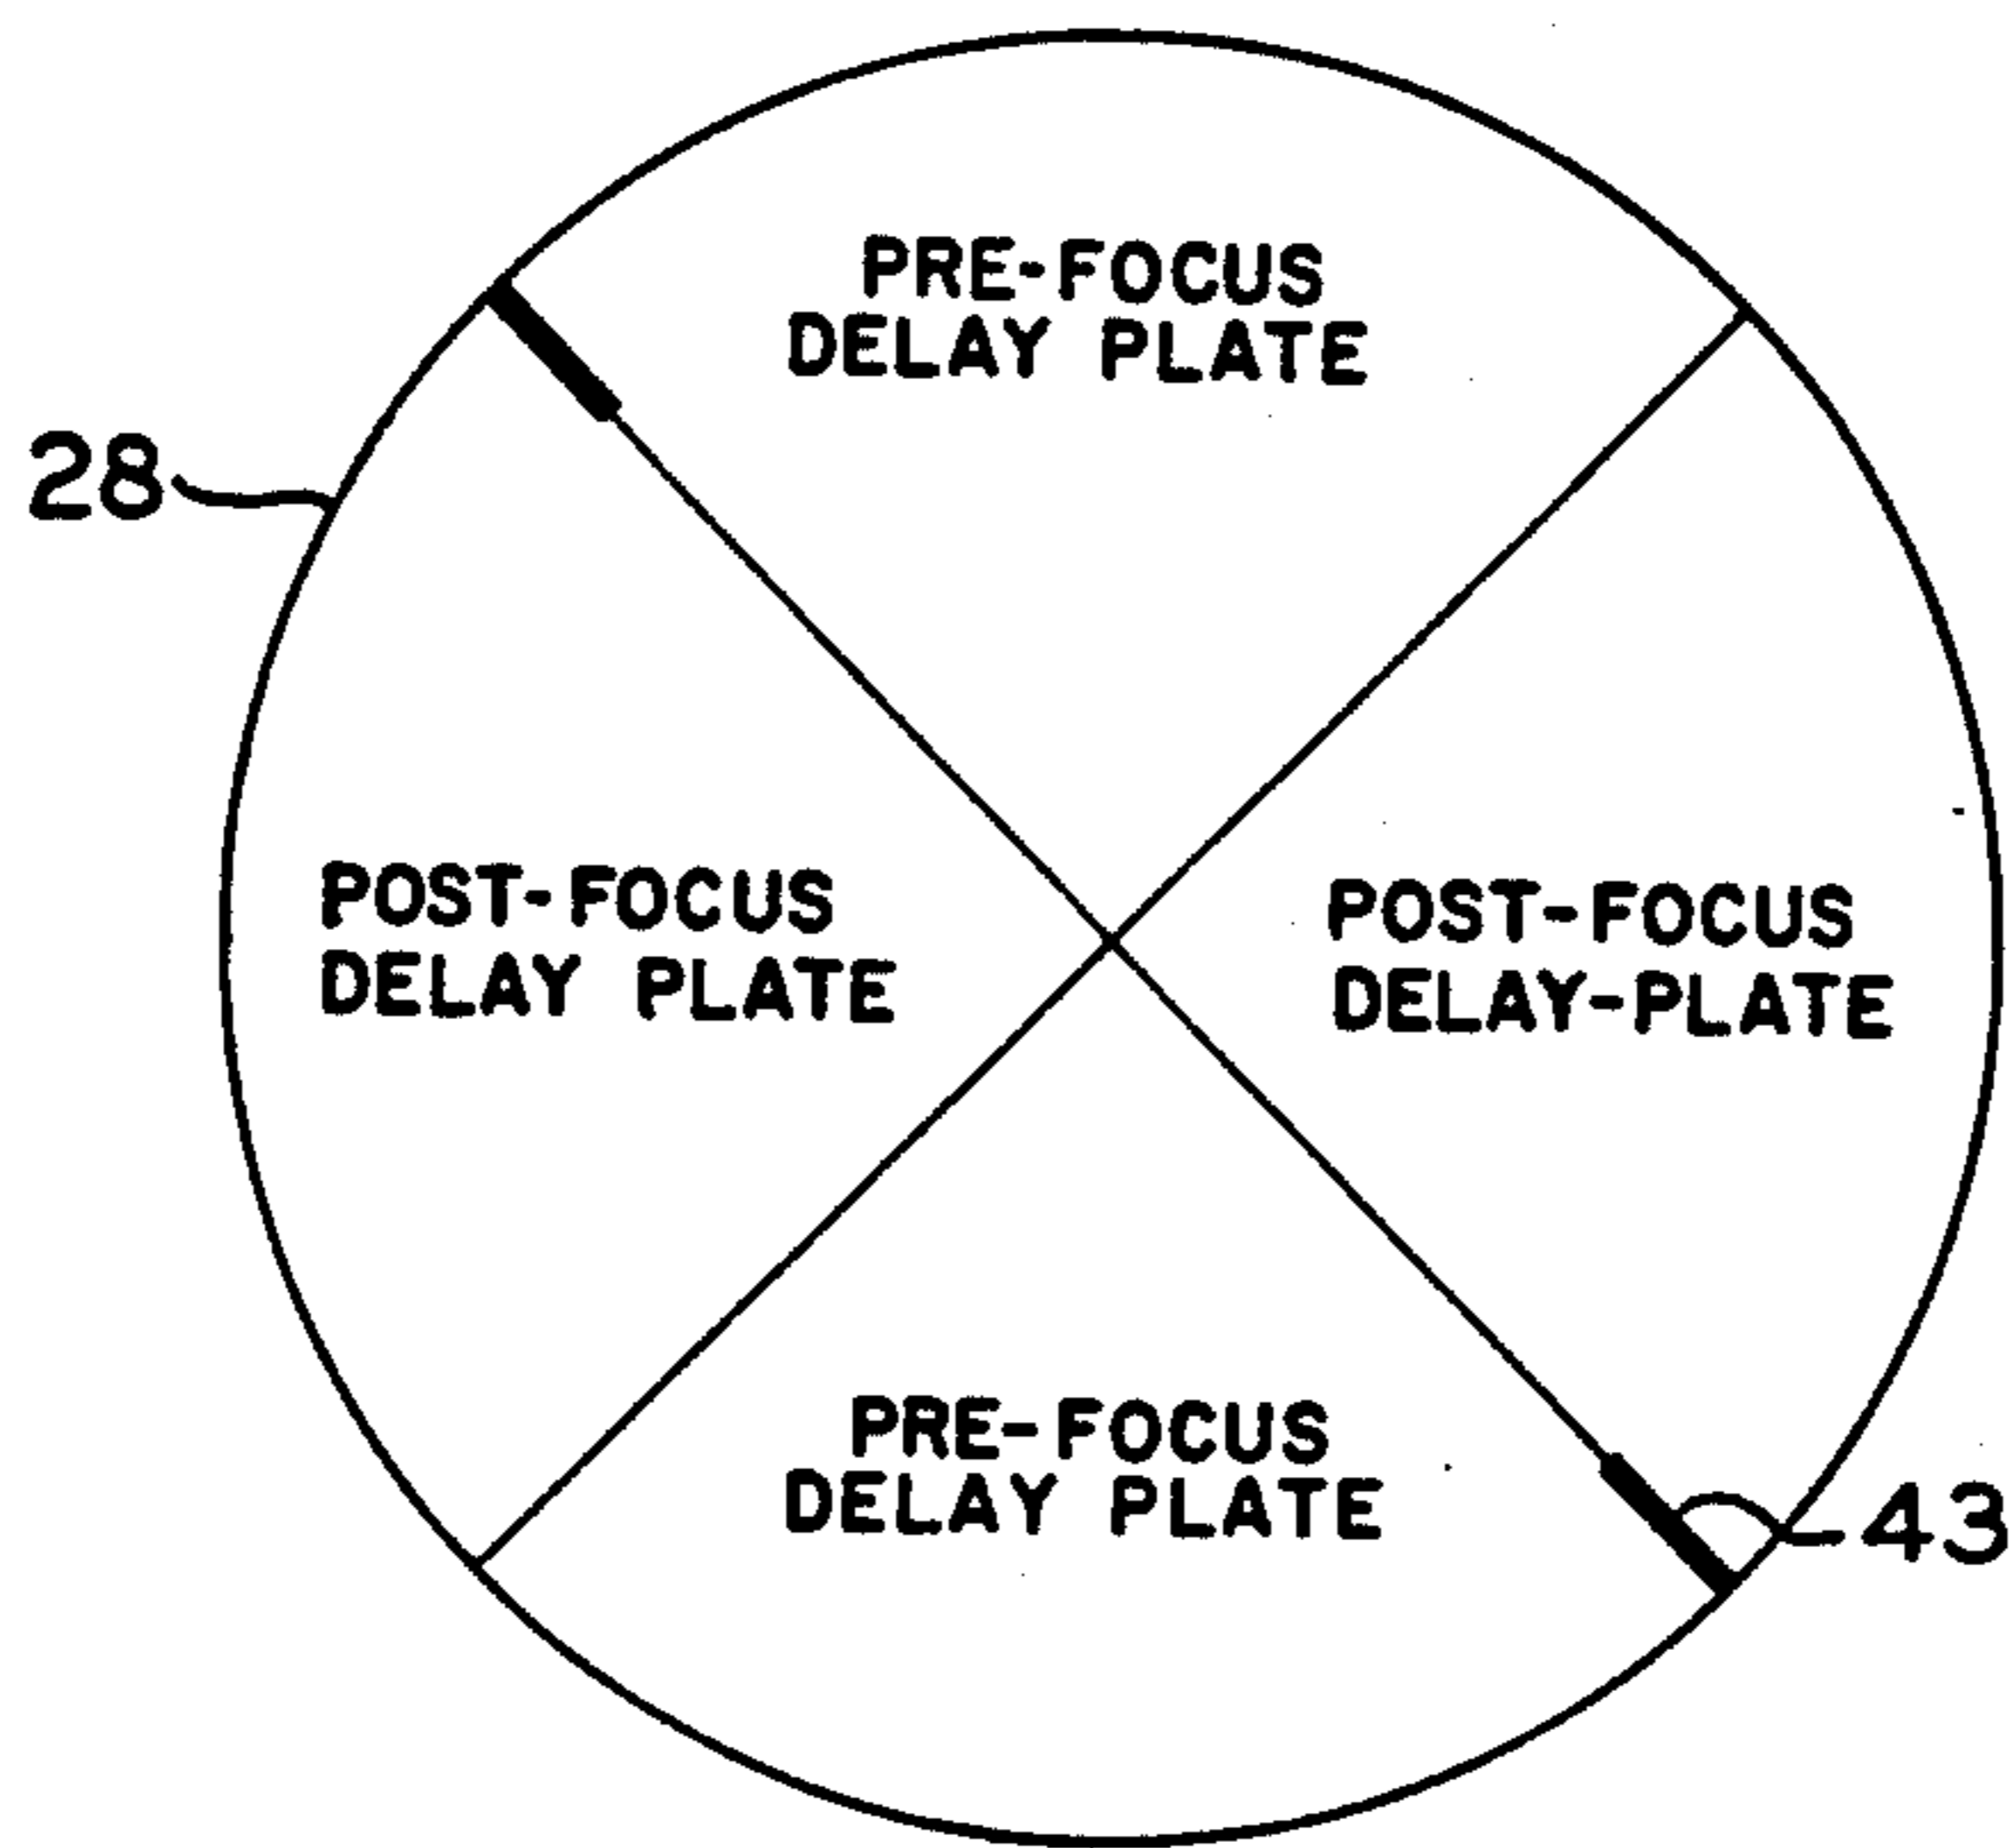 PRE-FOCUS
DELAY PLATE
28
POST-FOCUS
DELAY PLATE
POST-FOCUS
DELAY-PLATE
PRE-FOCUS
DELAY PLATE
43